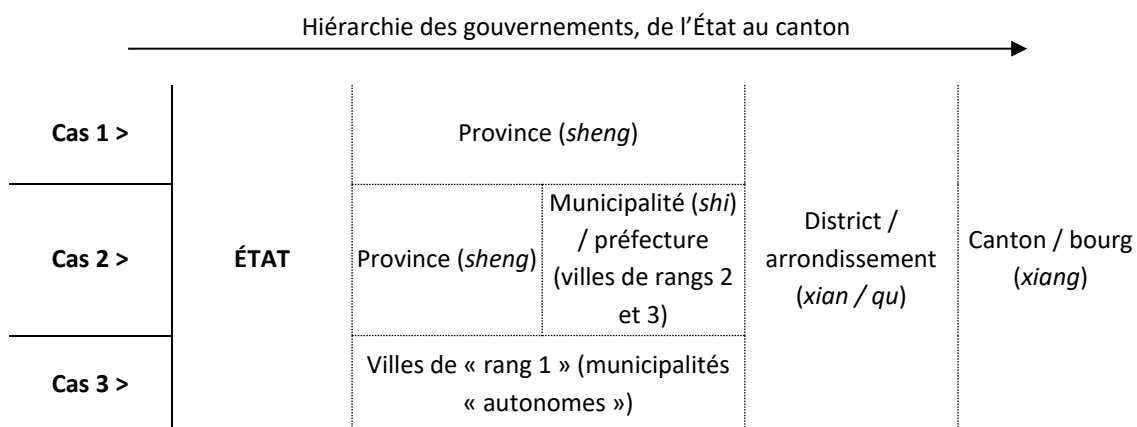 Hiérarchie des gouvernements, de l’État au canton
Cas 1 >
Province (sheng)
Cas 2 >
ÉTAT
Province (sheng)
Municipalité (shi)
/ préfecture
(villes de rangs 2
et 3)
District /
arrondissement
(xian / qu)
Canton / bourg
(xiang)
Cas 3 >
Villes de « rang 1 » (municipalités
« autonomes »)